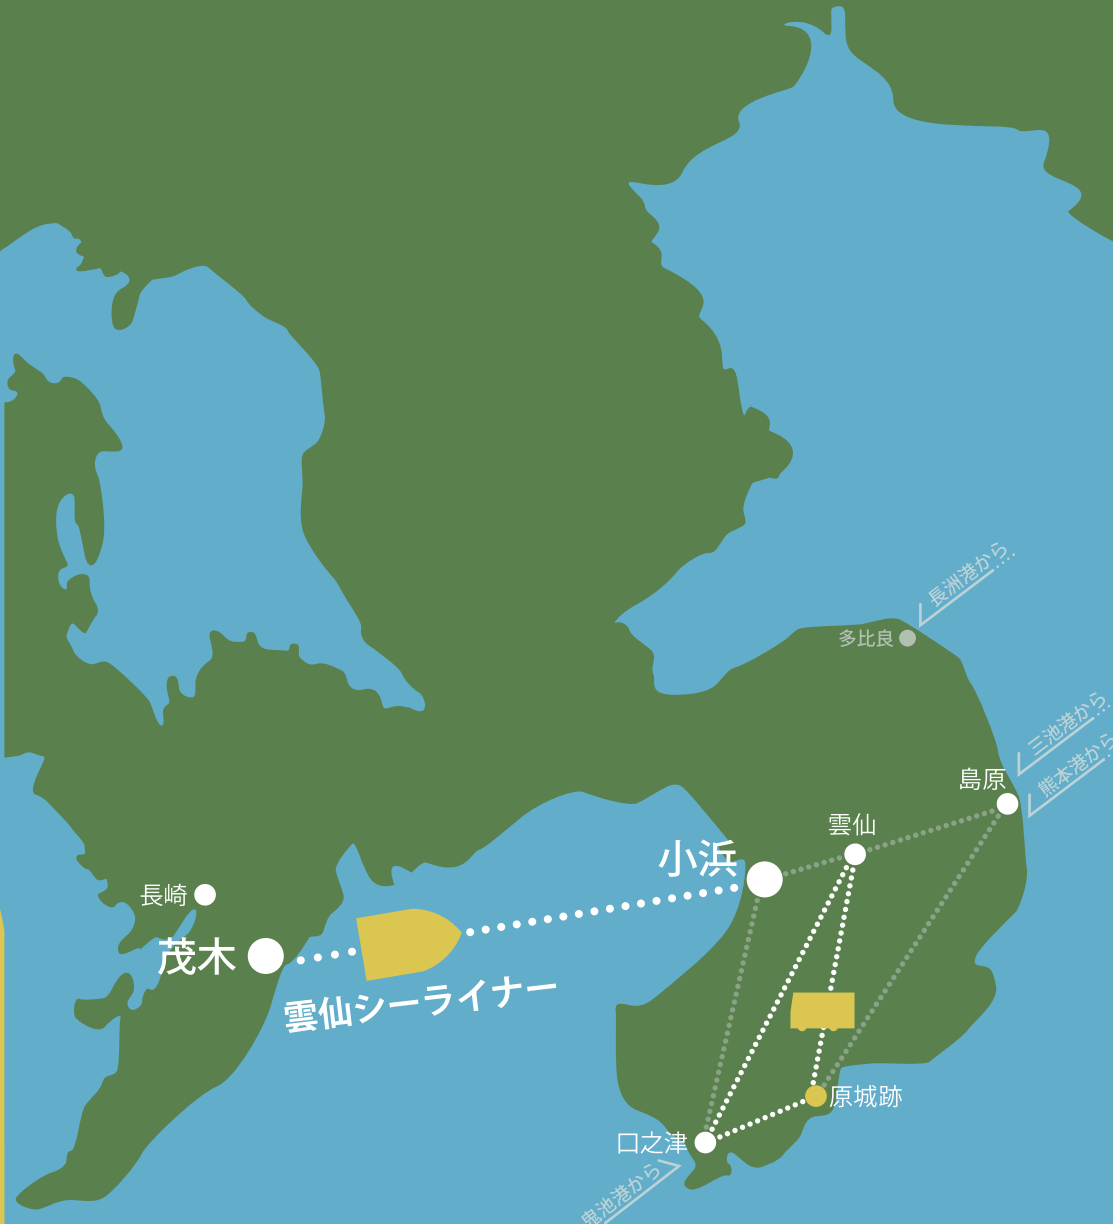 長洲港から…
多比良
三池港から…
熊本港から…
島原
雲仙
小浜
長崎
茂木
雲仙シーライナー
原城跡
口之津
鬼池港から